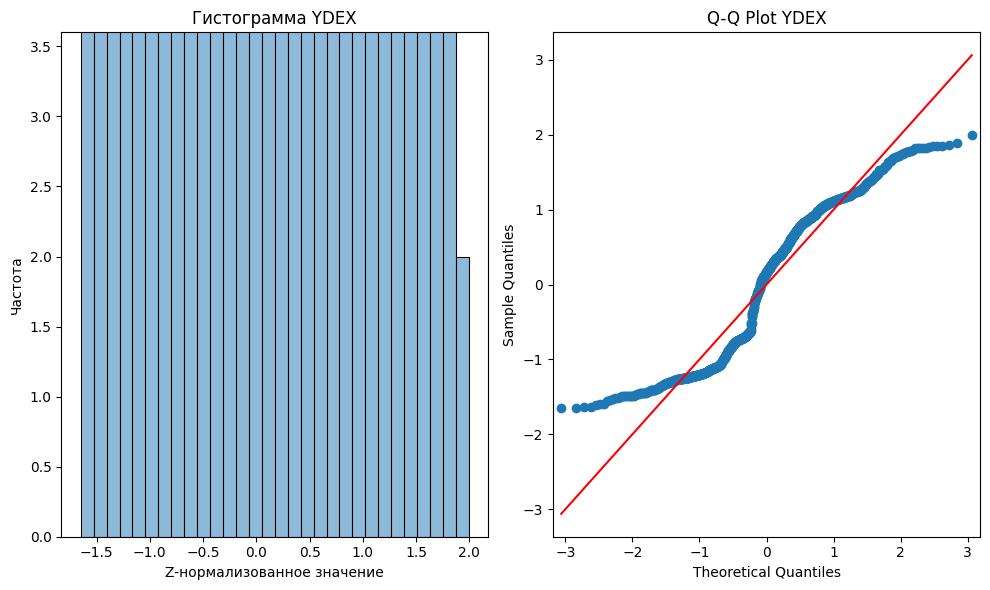 Гистограмма YDEX
3.5
3.0
2.5
2.0
1.5
1.0
0.5
0.0
Частота
−1.5 −1.0 −0.5 0.0 0.5 1.0 1.5 2.0
Z-нормализованное значение
Q-Q Plot YDEX
3
2
1
0
−1
−2
−3
Sample Quantiles
−3 −2 −1 0 1 2 3
Theoretical Quantiles